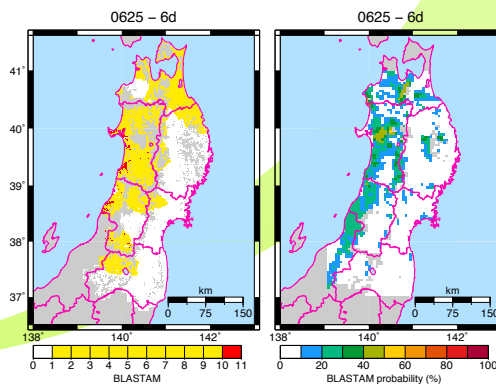 0625 − 6d
0625 − 6d
41°
40°
39°
38°
37°
km
0 75 150
km
0 75 150
138° 140° 142°
138° 140° 142°
0 1 2 3 4 5 6 7 8 9 10 11
BLASTAM
0 20 40 60 80 100
BLASTAM probability (%)